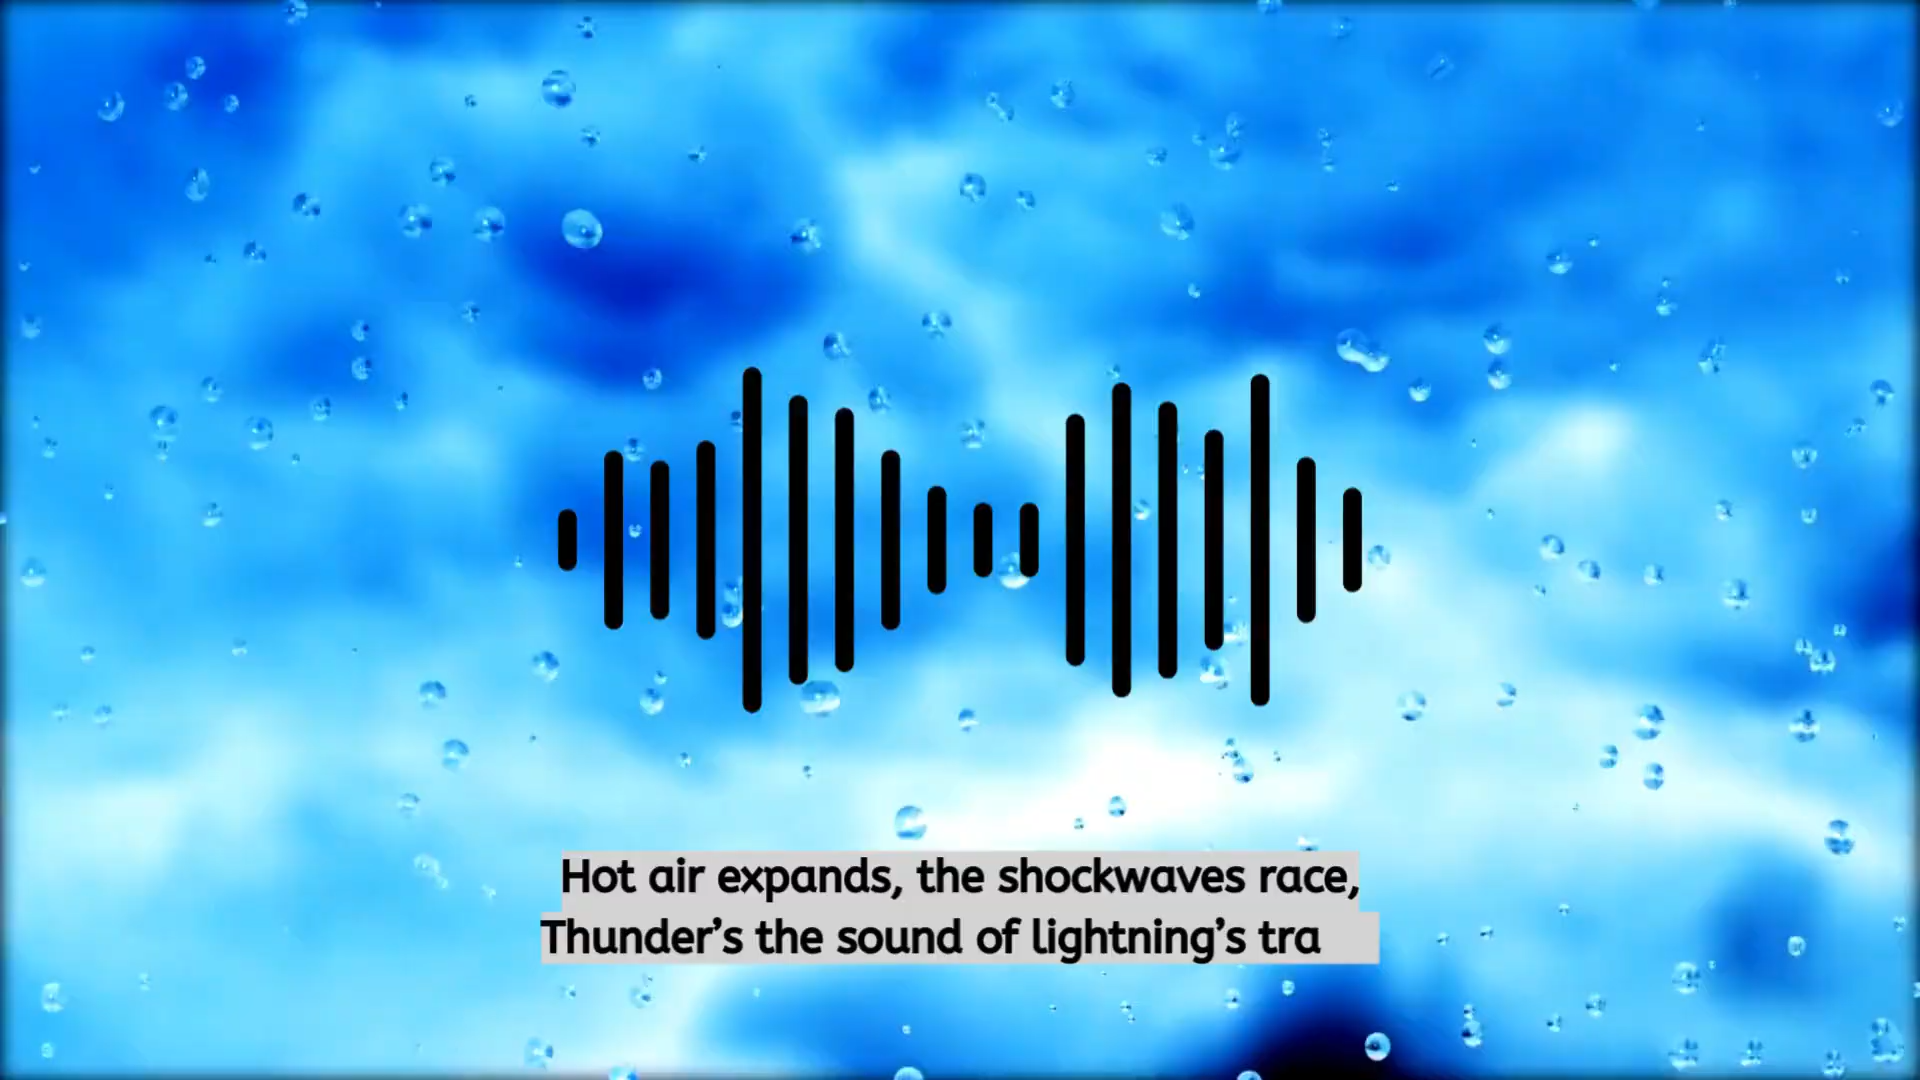 Hot air expands, the shockwaves race,
Thunder’s the sound of lightning’s tra